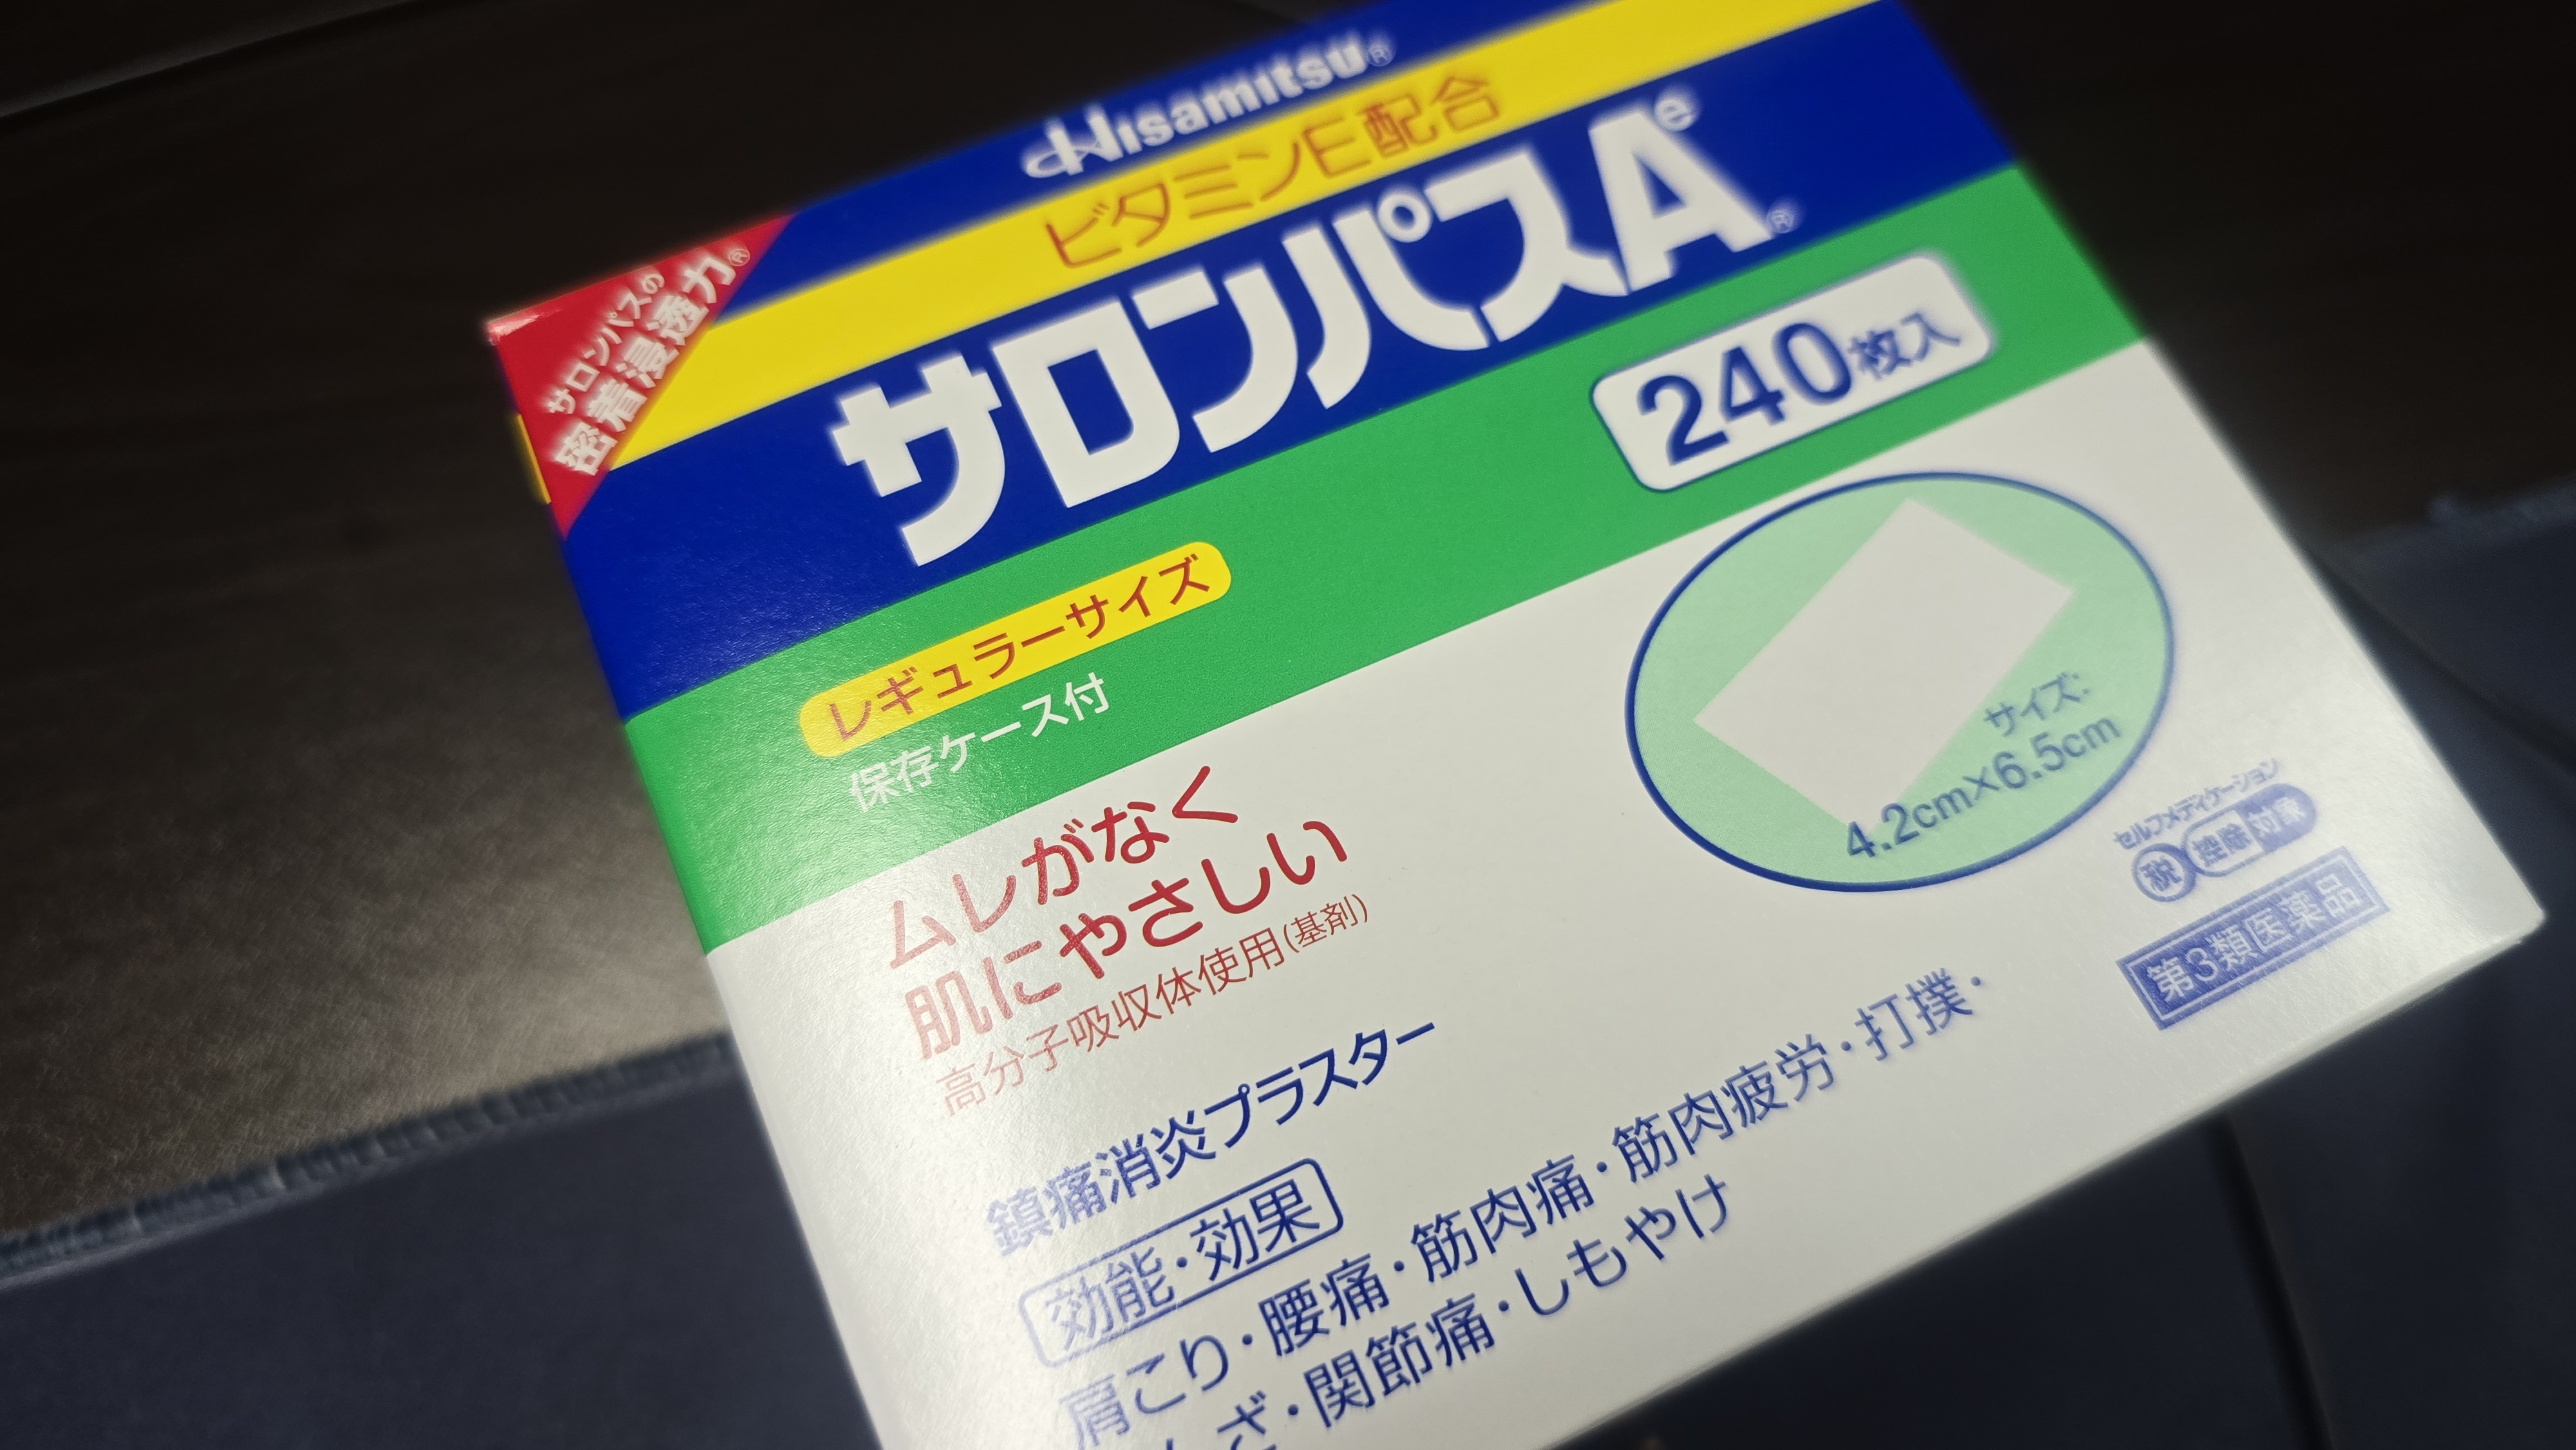 Hisamitsu®
ビタミンE配合
サロンパスAe®
サロンパスの
密着浸透力®
240枚入
レギュラーサイズ
保存ケース付
サイズ:
4.2cm×6.5cm
ムレがなく
肌にやさしい
高分子吸収体使用(基剤)
セルフメディケーション
税 控除 対象
第3類医薬品
鎮痛消炎プラスター
効能・効果
肩こり・腰痛・筋肉痛・筋肉疲労・打撲・
ざ・関節痛・しもやけ